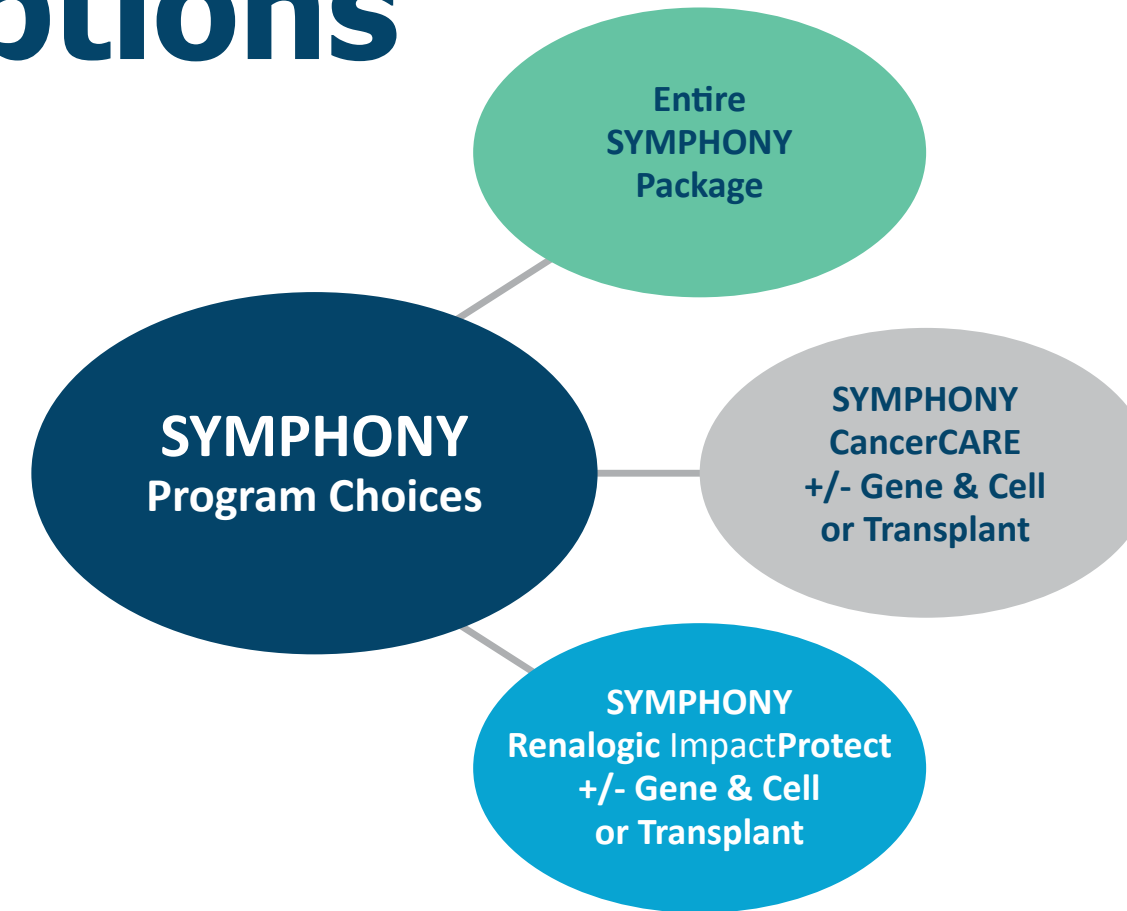 ptions
Entire
SYMPHONY
Package
SYMPHONY
Program Choices
SYMPHONY
CancerCARE
+/- Gene & Cell
or Transplant
SYMPHONY
Renalogic ImpactProtect
+/- Gene & Cell
or Transplant